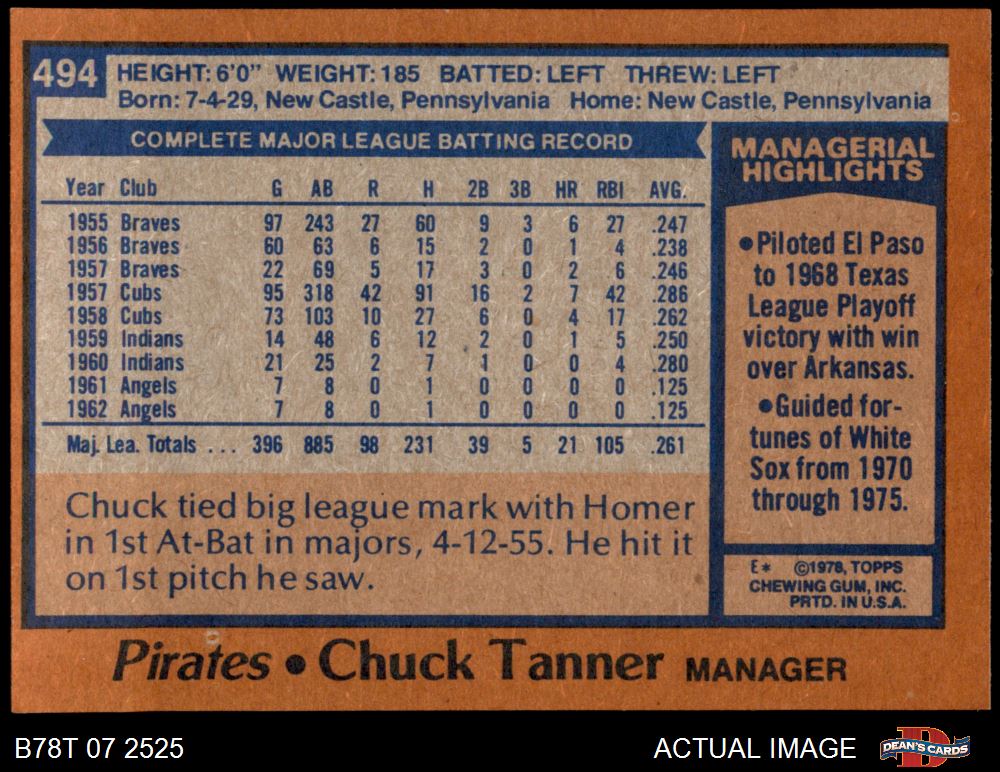 494
HEIGHT: 6'0" WEIGHT: 185 BATTED: LEFT THREW: LEFT
Born: 7-4-29, New Castle, Pennsylvania Home: New Castle, Pennsylvania
COMPLETE MAJOR LEAGUE BATTING RECORD
Year Club G AB R H 2B 3B HR RBI AVG.
1955 Braves 97 243 27 60 9 3 6 27 .247
1956 Braves 60 63 6 15 2 0 1 4 .238
1957 Braves 22 69 5 17 3 0 2 6 .246
1957 Cubs 95 318 42 91 16 2 7 42 .286
1958 Cubs 73 103 10 27 6 0 4 17 .262
1959 Indians 14 48 6 12 2 0 1 5 .250
1960 Indians 21 25 2 7 1 0 0 4 .280
1961 Angels 7 8 0 1 0 0 0 0 .125
1962 Angels 7 8 0 1 0 0 0 0 .125
Maj. Lea. Totals ... 396 885 98 231 39 5 21 105 .261
Chuck tied big league mark with Homer
in 1st At-Bat in majors, 4-12-55. He hit it
on 1st pitch he saw.
MANAGERIAL
HIGHLIGHTS
•Piloted El Paso
to 1968 Texas
League Playoff
victory with win
over Arkansas.
•Guided for-
tunes of White
Sox from 1970
through 1975.
E* ©1978, TOPPS
CHEWING GUM, INC.
PRTD. IN U.S.A.
Pirates • Chuck Tanner MANAGER
B78T 07 2525
ACTUAL IMAGE
D
DEAN'S CARDS